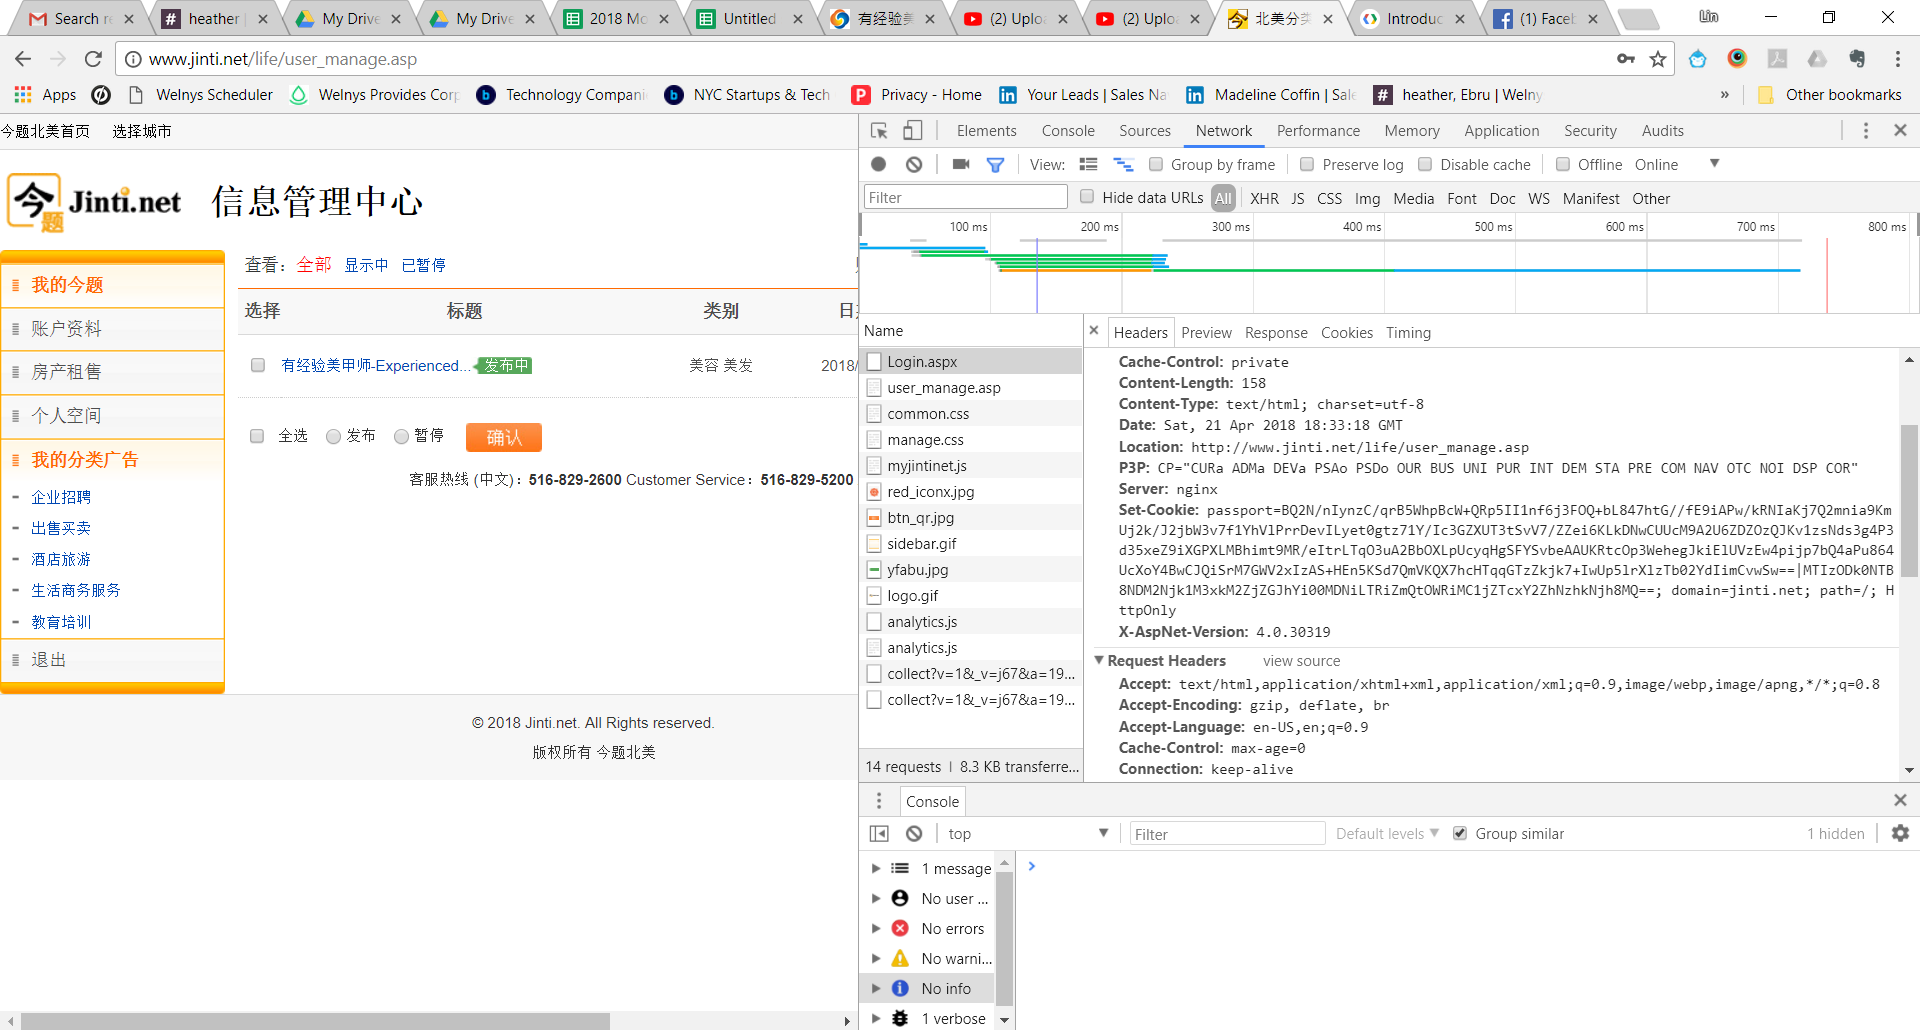 Search re
heather |
My Drive
My Drive
2018 Mo
Untitled
有经验美
(2) Uploa
(2) Uploa
北美分类
Introduc
(1) Faceb
Lin
www.jinti.net/life/user_manage.asp
Apps
Welnys Scheduler
Welnys Provides Corp
Technology Compani
NYC Startups & Tech
Privacy - Home
Your Leads | Sales Na
Madeline Coffin | Sale
heather, Ebru | Welny
»
Other bookmarks
今题北美首页 选择城市
今题 Jinti.net 信息管理中心
我的今题
账户资料
房产租售
个人空间
我的分类广告
- 企业招聘
- 出售买卖
- 酒店旅游
- 生活商务服务
- 教育培训
退出
查看: 全部 显示中 已暂停
选择 标题 类别
有经验美甲师-Experienced... 发布中 美容 美发 2018/
全选 发布 暂停 确认
客服热线 (中文): 516-829-2600 Customer Service: 516-829-5200
© 2018 Jinti.net. All Rights reserved.
版权所有 今题北美
Elements Console Sources Network Performance Memory Application Security Audits
View: Group by frame Preserve log Disable cache Offline Online
Filter Hide data URLs All XHR JS CSS Img Media Font Doc WS Manifest Other
100 ms 200 ms 300 ms 400 ms 500 ms 600 ms 700 ms 800 ms
Name
Login.aspx
user_manage.asp
common.css
manage.css
myjintinet.js
red_iconx.jpg
btn_qr.jpg
sidebar.gif
yfabu.jpg
logo.gif
analytics.js
analytics.js
collect?v=1&_v=j67&a=19...
collect?v=1&_v=j67&a=19...
14 requests | 8.3 KB transferre...
Headers Preview Response Cookies Timing
Cache-Control: private
Content-Length: 158
Content-Type: text/html; charset=utf-8
Date: Sat, 21 Apr 2018 18:33:18 GMT
Location: http://www.jinti.net/life/user_manage.asp
P3P: CP="CURa ADMa DEVa PSAo PSDo OUR BUS UNI PUR INT DEM STA PRE COM NAV OTC NOI DSP COR"
Server: nginx
Set-Cookie: passport=BQ2N/nIynzC/qrB5WhpBcW+QRp5II1nf6j3FOQ+bL847htG//fE9iAPw/kRNIaKj7Q2mnia9Km
Uj2k/J2jbW3v7f1YhVlPrrDevILyet0gtz71Y/Ic3GZXUT3tSvV7/ZZei6KLkDNwCUUcM9A2U6ZDZOzQJKv1zsNds3g4P3
d35xeZ9iXGPXLMBhimt9MR/eItrLTqO3uA2BbOXLpUcyqHgSFYSvbeAAUKRtcOp3WehegJkiElUVzEw4pijp7bQ4aPu864
UcXoY4BwCJQiSrM7GWV2xIzAS+HEn5KSd7QmVKQX7hcHTqqGTzZkjk7+IwUp5lrXlzTb02YdIimCvwSw==|MTIzODk0NTB
8NDM2Njk1M3xkM2ZjZGJhYi00MDNiLTRiZmQtOWRiMC1jZTcxY2ZhNzhkNjh8MQ==; domain=jinti.net; path=/; H
ttpOnly
X-AspNet-Version: 4.0.30319
Request Headers view source
Accept: text/html,application/xhtml+xml,application/xml;q=0.9,image/webp,image/apng,*/*;q=0.8
Accept-Encoding: gzip, deflate, br
Accept-Language: en-US,en;q=0.9
Cache-Control: max-age=0
Connection: keep-alive
Console
top Filter Default levels Group similar 1 hidden
1 message
No user ...
No errors
No warni...
No info
1 verbose